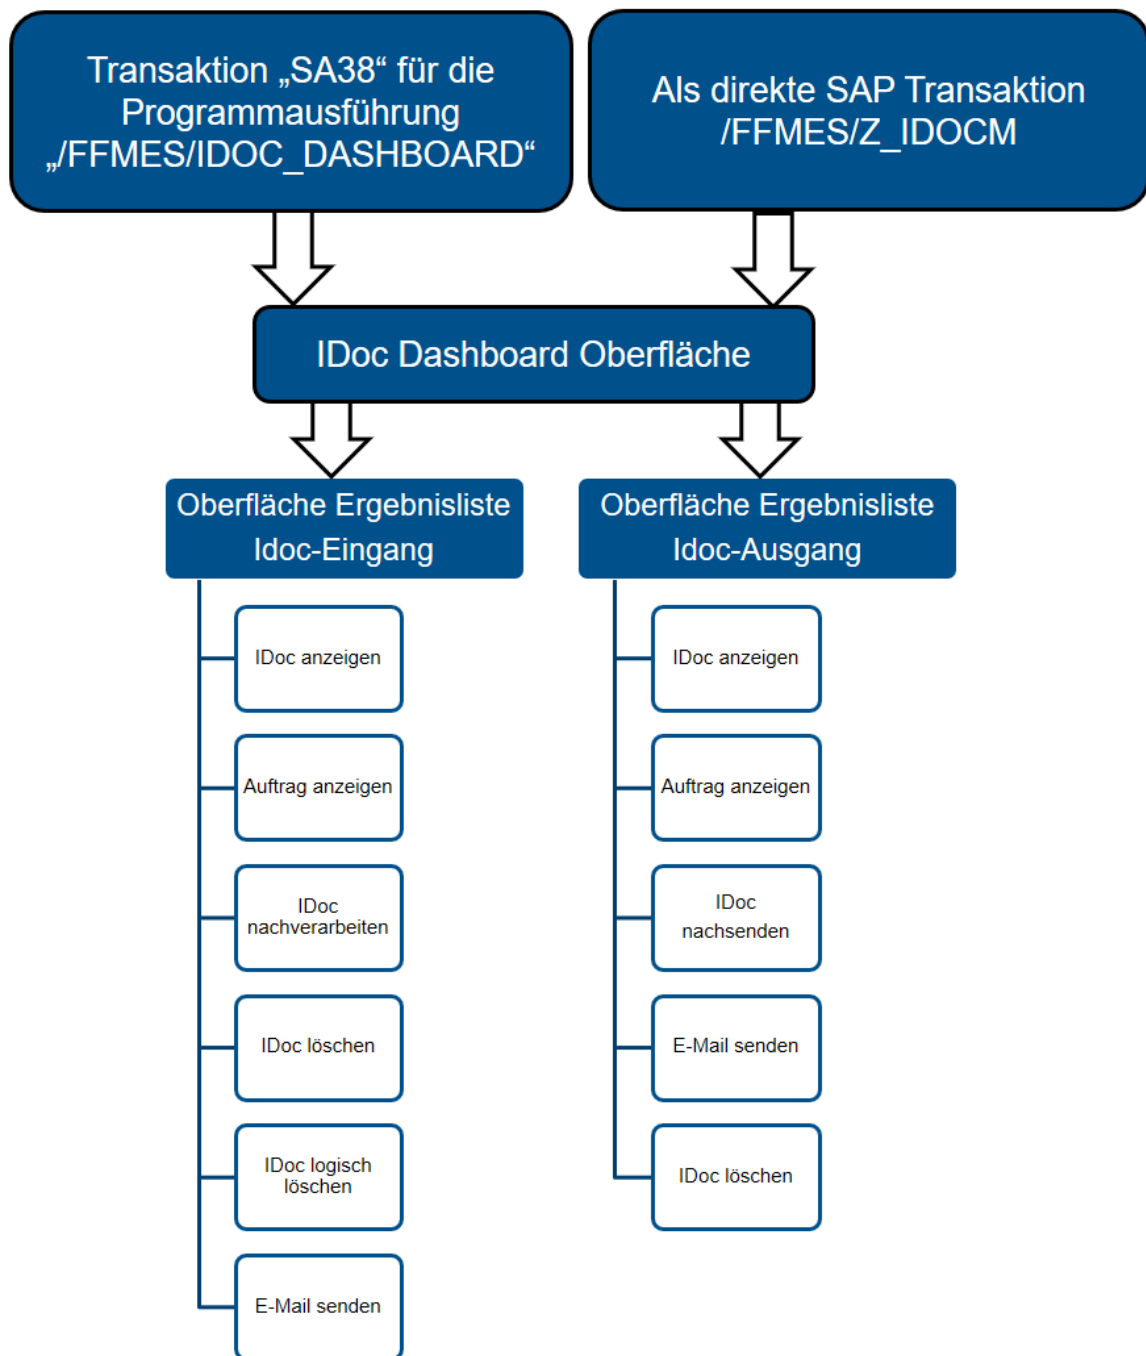 Transaktion „SA38“ für die
Programmausführung
„/FFMES/IDOC_DASHBOARD“
Als direkte SAP Transaktion
/FFMES/Z_IDOCM
IDoc Dashboard Oberfläche
Oberfläche Ergebnisliste
Idoc-Eingang
IDoc anzeigen
Auftrag anzeigen
IDoc
nachverarbeiten
IDoc löschen
IDoc logisch
löschen
E-Mail senden
Oberfläche Ergebnisliste
Idoc-Ausgang
IDoc anzeigen
Auftrag anzeigen
IDoc
nachsenden
E-Mail senden
IDoc löschen